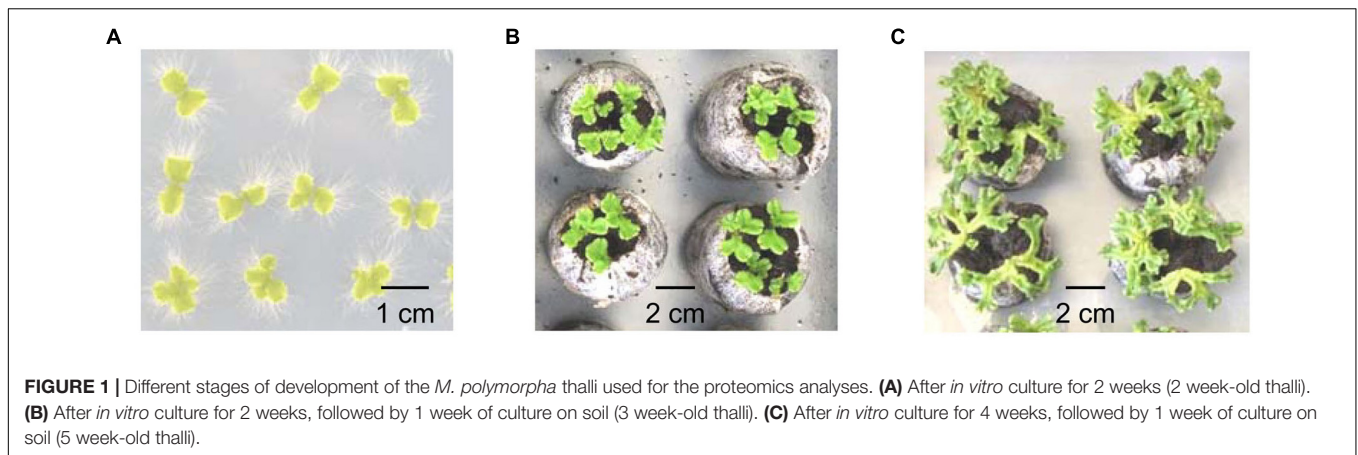 A B C
1 cm 2 cm 2 cm
FIGURE 1 | Different stages of development of the M. polymorpha thalli used for the proteomics analyses. (A) After in vitro culture for 2 weeks (2 week-old thalli).
(B) After in vitro culture for 2 weeks, followed by 1 week of culture on soil (3 week-old thalli). (C) After in vitro culture for 4 weeks, followed by 1 week of culture on
soil (5 week-old thalli).